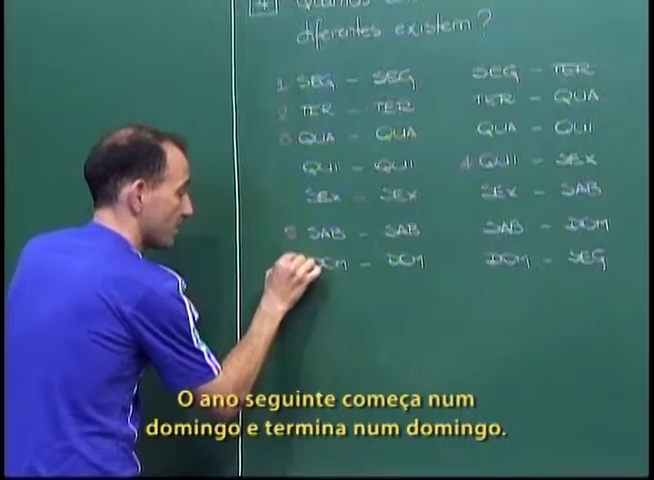 4
diferentes existem ?
1 SEG - SEG SEG - TER
2 TER - TER TER - QUA
3 QUA - QUA QUA - QUI
QUI - QUI 4 QUI - SEX
SEX - SEX SEX - SAB
5 SAB - SAB SAB - DOM
DOM - DOM DOM - SEG
O ano seguinte começa num
domingo e termina num domingo.